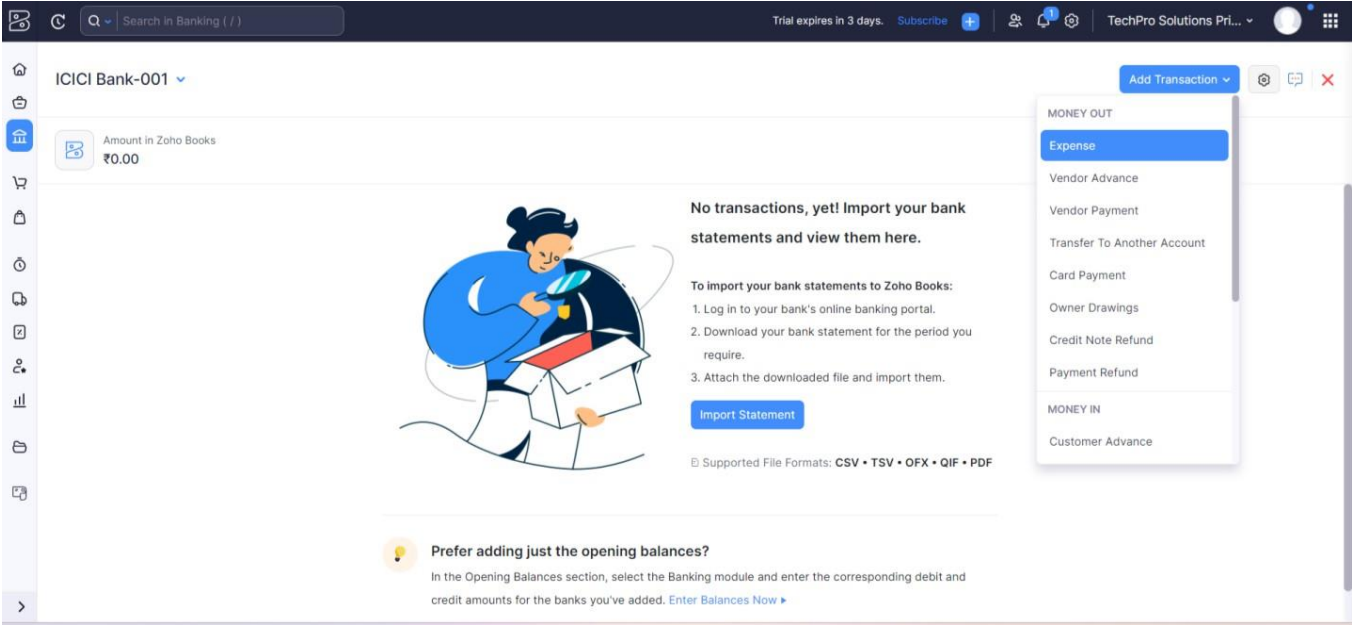 Search in Banking ( / )
Trial expires in 3 days. Subscribe
1
TechPro Solutions Pri...
ICICI Bank-001
Add Transaction
Amount in Zoho Books
₹0.00
MONEY OUT
Expense
Vendor Advance
Vendor Payment
Transfer To Another Account
Card Payment
Owner Drawings
Credit Note Refund
Payment Refund
MONEY IN
Customer Advance
No transactions, yet! Import your bank
statements and view them here.
To import your bank statements to Zoho Books:
1. Log in to your bank's online banking portal.
2. Download your bank statement for the period you
require.
3. Attach the downloaded file and import them.
Import Statement
Supported File Formats: CSV • TSV • OFX • QIF • PDF
Prefer adding just the opening balances?
In the Opening Balances section, select the Banking module and enter the corresponding debit and
credit amounts for the banks you've added. Enter Balances Now